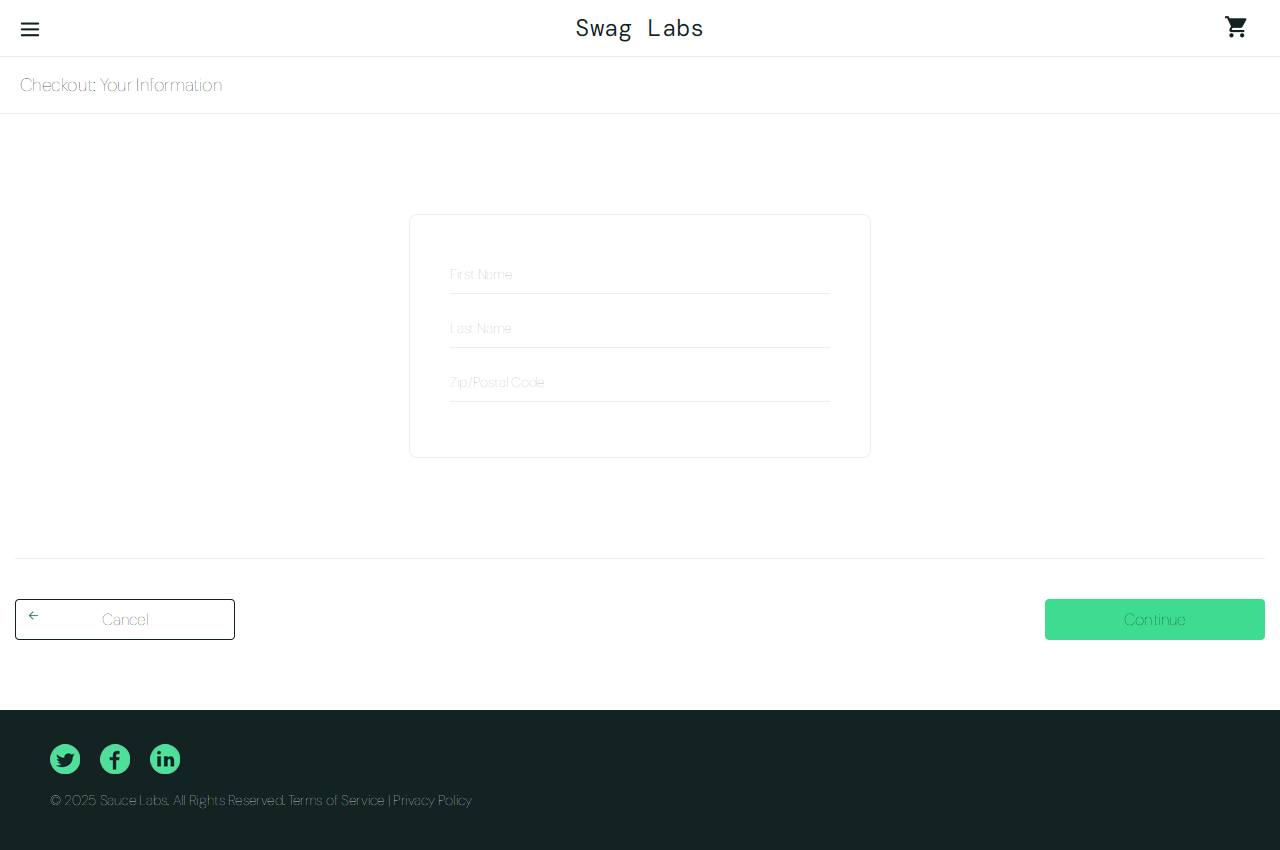 Swag Labs
Checkout: Your Information
First Name
Last Name
Zip/Postal Code
Cancel
Continue
© 2025 Sauce Labs. All Rights Reserved. Terms of Service | Privacy Policy